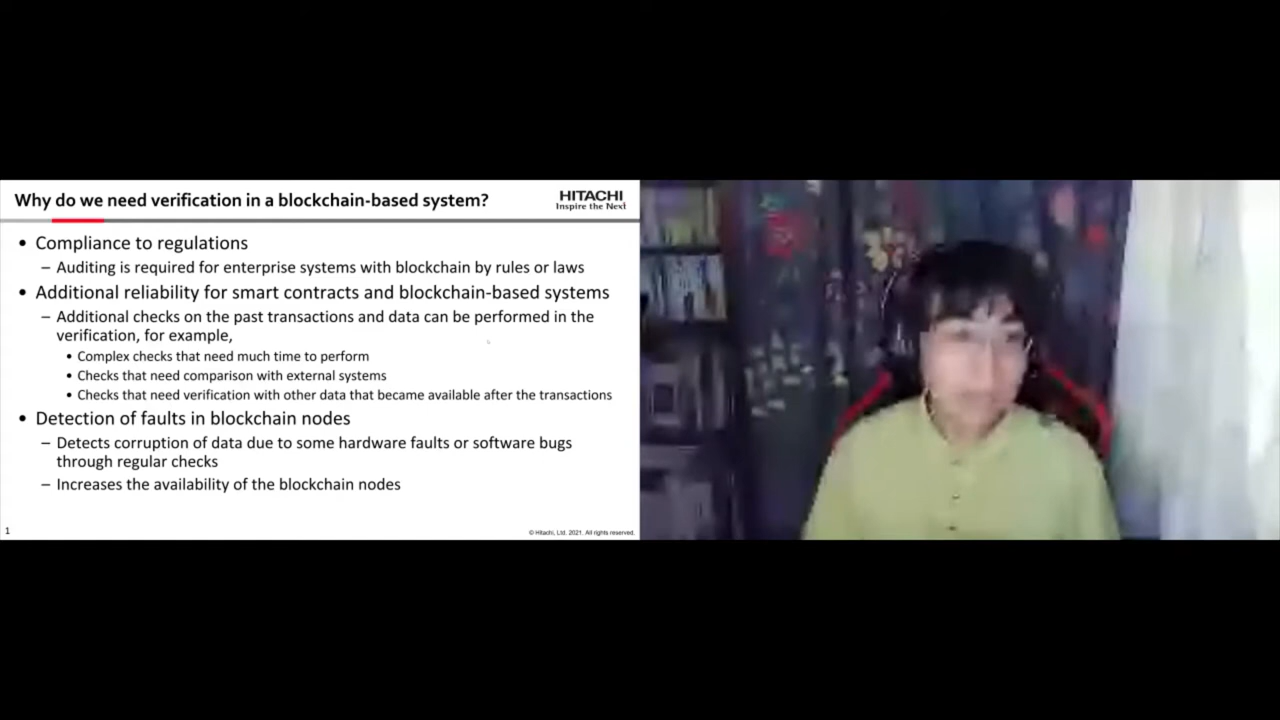 Why do we need verification in a blockchain-based system?
HITACHI
Inspire the Next
• Compliance to regulations
– Auditing is required for enterprise systems with blockchain by rules or laws
• Additional reliability for smart contracts and blockchain-based systems
– Additional checks on the past transactions and data can be performed in the
verification, for example,
• Complex checks that need much time to perform
• Checks that need comparison with external systems
• Checks that need verification with other data that became available after the transactions
• Detection of faults in blockchain nodes
– Detects corruption of data due to some hardware faults or software bugs
through regular checks
– Increases the availability of the blockchain nodes
1
© Hitachi, Ltd. 2021. All rights reserved.